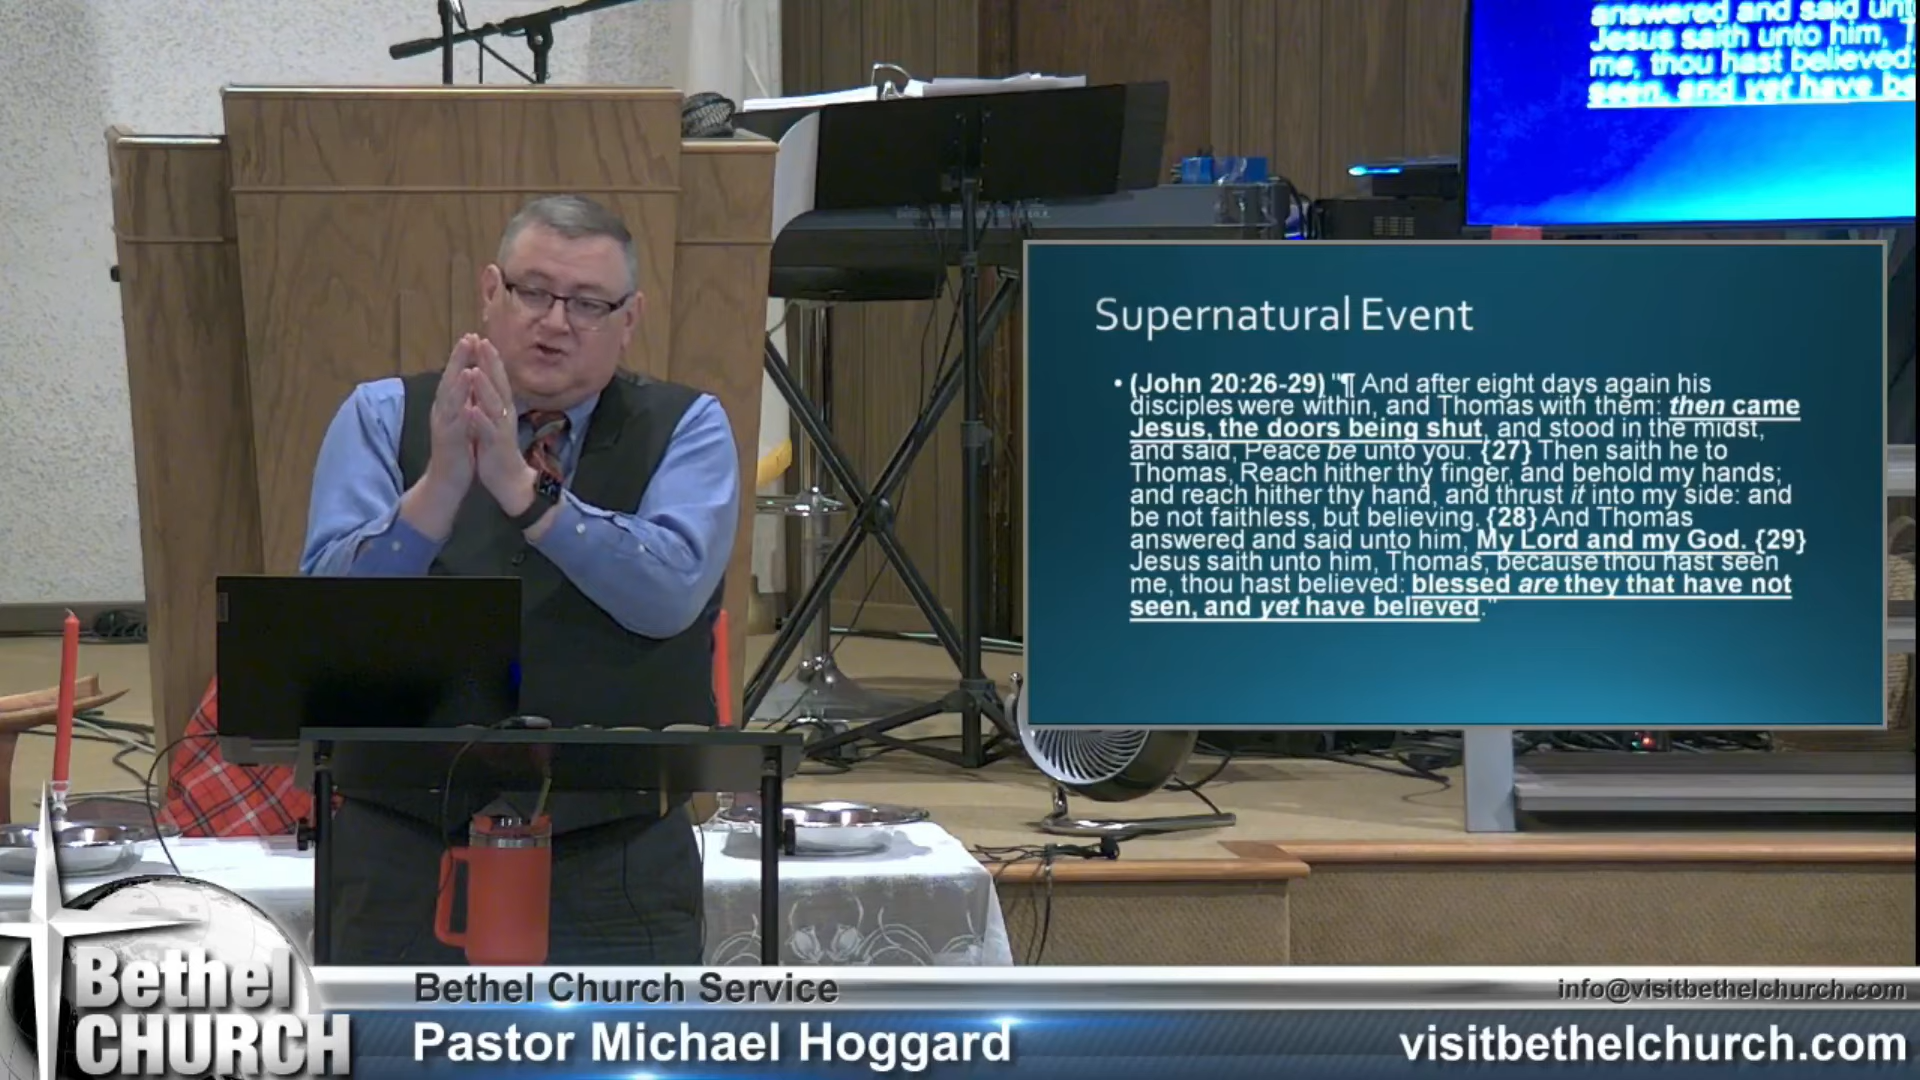 answered and said unt
Jesus saith unto him, T
me, thou hast believed:
seen, and yet have be
Supernatural Event
• (John 20:26-29) "¶ And after eight days again his
disciples were within, and Thomas with them: then came
Jesus, the doors being shut, and stood in the midst,
and said, Peace be unto you. {27} Then saith he to
Thomas, Reach hither thy finger, and behold my hands;
and reach hither thy hand, and thrust it into my side: and
be not faithless, but believing. {28} And Thomas
answered and said unto him, My Lord and my God. {29}
Jesus saith unto him, Thomas, because thou hast seen
me, thou hast believed: blessed are they that have not
seen, and yet have believed."
Bethel
CHURCH
Bethel Church Service
Pastor Michael Hoggard
info@visitbethelchurch.com
visitbethelchurch.com